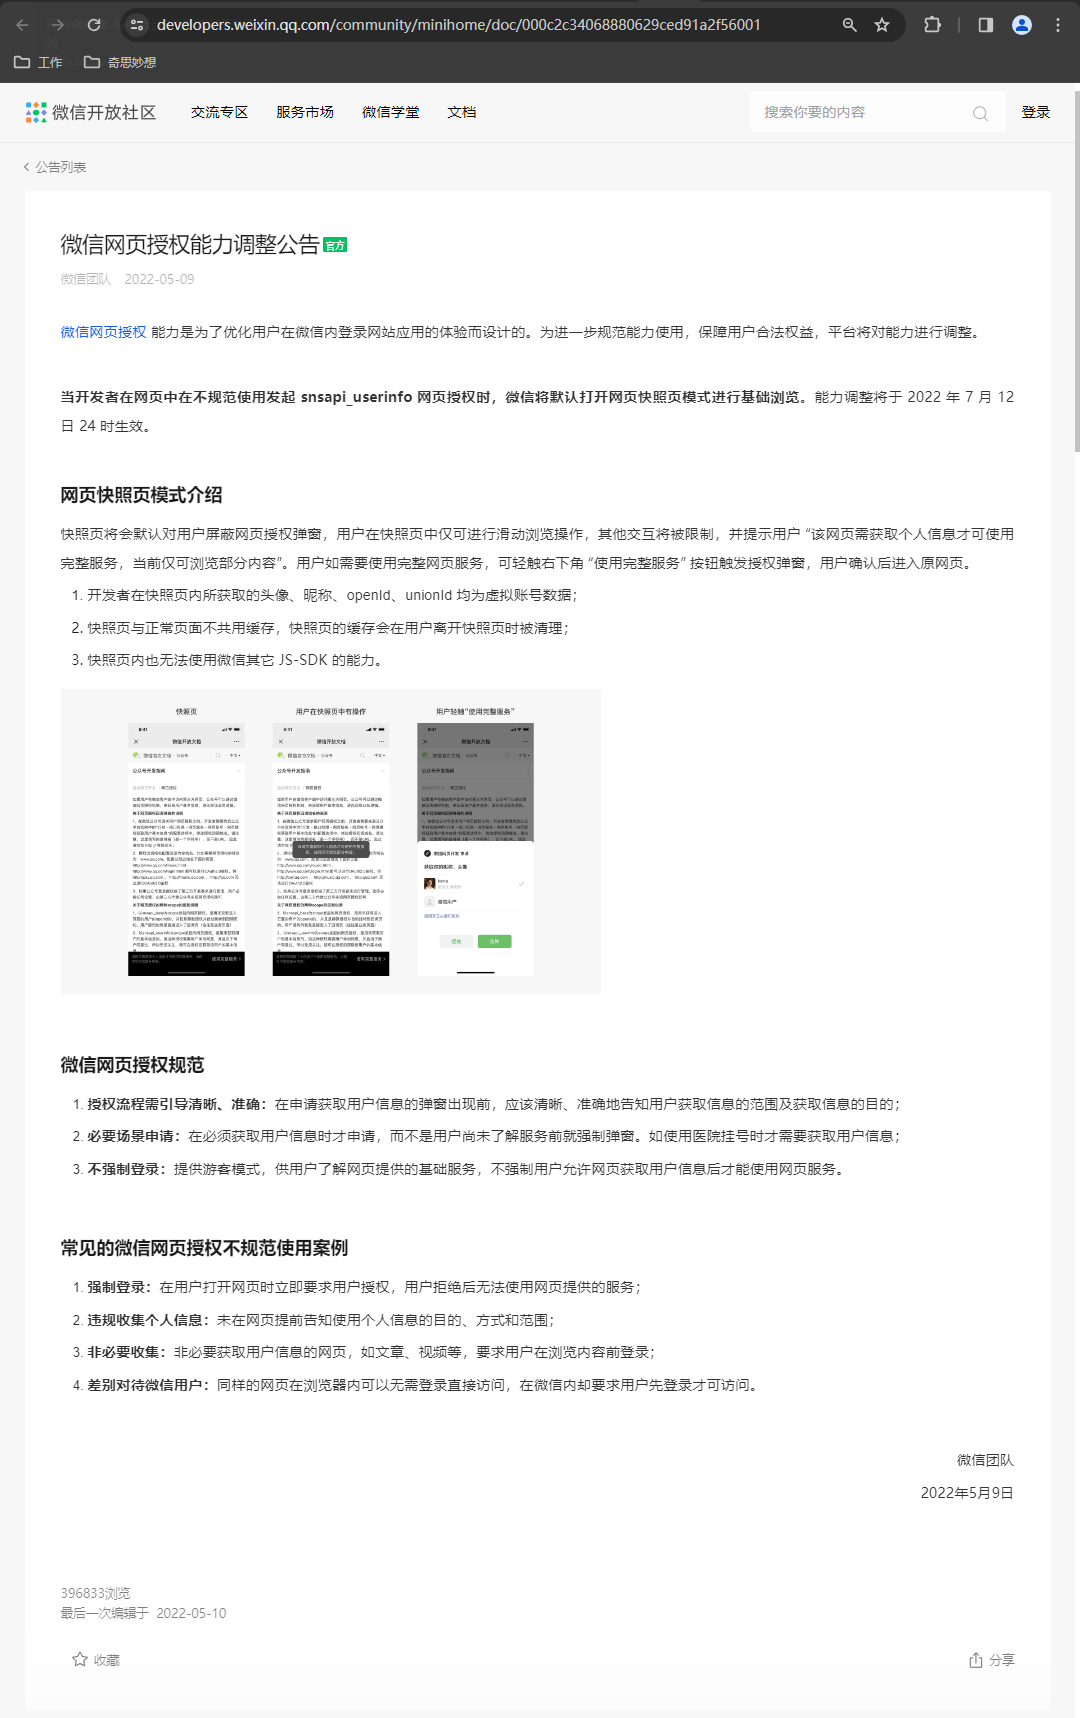 developers.weixin.qq.com/community/minihome/doc/000c2c34068880629ced91a2f56001
工作 奇思妙想
微信开放社区 交流专区 服务市场 微信学堂 文档 搜索你要的内容 登录
公告列表
微信网页授权能力调整公告 官方
微信团队 2022-05-09
微信网页授权 能力是为了优化用户在微信内登录网站应用的体验而设计的。为进一步规范能力使用，保障用户合法权益，平台将对能力进行调整。
当开发者在网页中在不规范使用发起 snsapi_userinfo 网页授权时，微信将默认打开网页快照页模式进行基础浏览。能力调整将于 2022 年 7 月 12
日 24 时生效。
网页快照页模式介绍
快照页将会默认对用户屏蔽网页授权弹窗，用户在快照页中仅可进行滑动浏览操作，其他交互将被限制，并提示用户 “该网页需获取个人信息才可使用
完整服务，当前仅可浏览部分内容”。用户如需要使用完整网页服务，可轻触右下角 “使用完整服务” 按钮触发授权弹窗，用户确认后进入原网页。
1. 开发者在快照页内所获取的头像、昵称、openId、unionId 均为虚拟账号数据；
2. 快照页与正常页面不共用缓存，快照页的缓存会在用户离开快照页时被清理；
3. 快照页内也无法使用微信其它 JS-SDK 的能力。
快照页 用户在快照页中有操作 用户轻触“使用完整服务”
微信网页授权规范
1. 授权流程需引导清晰、准确：在申请获取用户信息的弹窗出现前，应该清晰、准确地告知用户获取信息的范围及获取信息的目的；
2. 必要场景申请：在必须获取用户信息时才申请，而不是用户尚未了解服务前就强制弹窗。如使用医院挂号时才需要获取用户信息；
3. 不强制登录：提供游客模式，供用户了解网页提供的基础服务，不强制用户允许网页获取用户信息后才能使用网页服务。
常见的微信网页授权不规范使用案例
1. 强制登录：在用户打开网页时立即要求用户授权，用户拒绝后无法使用网页提供的服务；
2. 违规收集个人信息：未在网页提前告知使用个人信息的目的、方式和范围；
3. 非必要收集：非必要获取用户信息的网页，如文章、视频等，要求用户在浏览内容前登录；
4. 差别对待微信用户：同样的网页在浏览器内可以无需登录直接访问，在微信内却要求用户先登录才可访问。
微信团队
2022年5月9日
396833浏览
最后一次编辑于 2022-05-10
收藏 分享